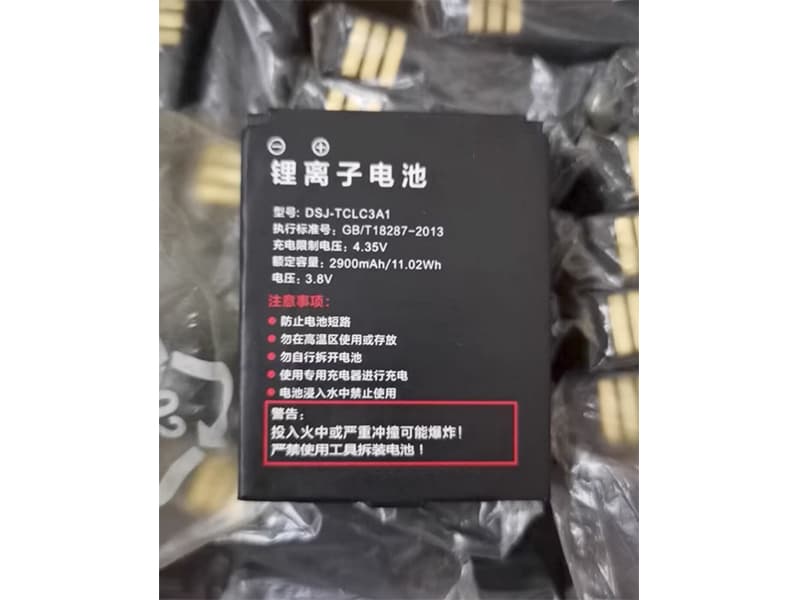 ⊖ ⊕
锂离子电池
型号: DSJ-TCLC3A1
执行标准号: GB/T18287-2013
充电限制电压: 4.35V
额定容量: 2900mAh/11.02Wh
电压: 3.8V
注意事项:
● 防止电池短路
● 勿在高温区使用或存放
● 勿自行拆开电池
● 使用专用充电器进行充电
● 电池浸入水中禁止使用
警告:
投入火中或严重冲撞可能爆炸!
严禁使用工具拆装电池!